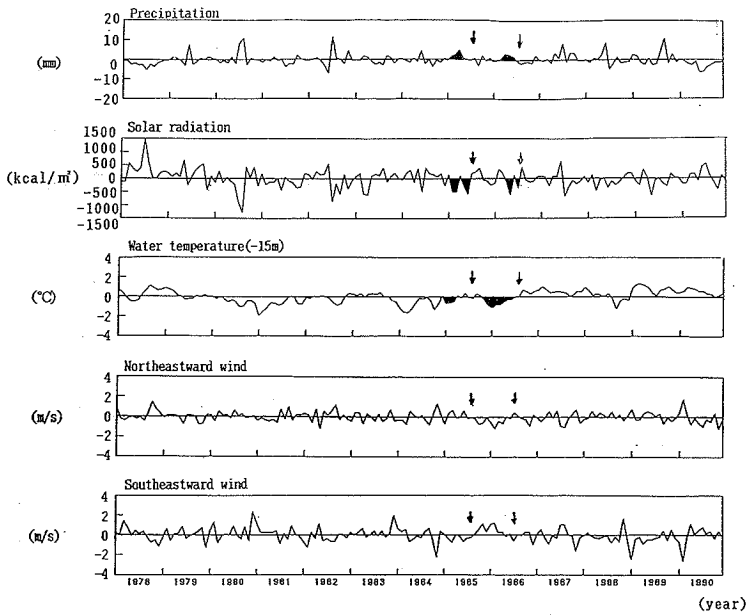 Precipitation
20
10
0
-10
-20
(mm)
Solar radiation
1500
1000
500
0
-500
-1000
-1500
(kcal/㎡)
Water temperature(-15m)
4
2
0
-2
-4
(℃)
Northeastward wind
4
2
0
-2
-4
(m/s)
Southeastward wind
4
2
0
-2
-4
(m/s)
1978 1979 1980 1981 1982 1983 1984 1985 1986 1987 1988 1989 1990
(year)